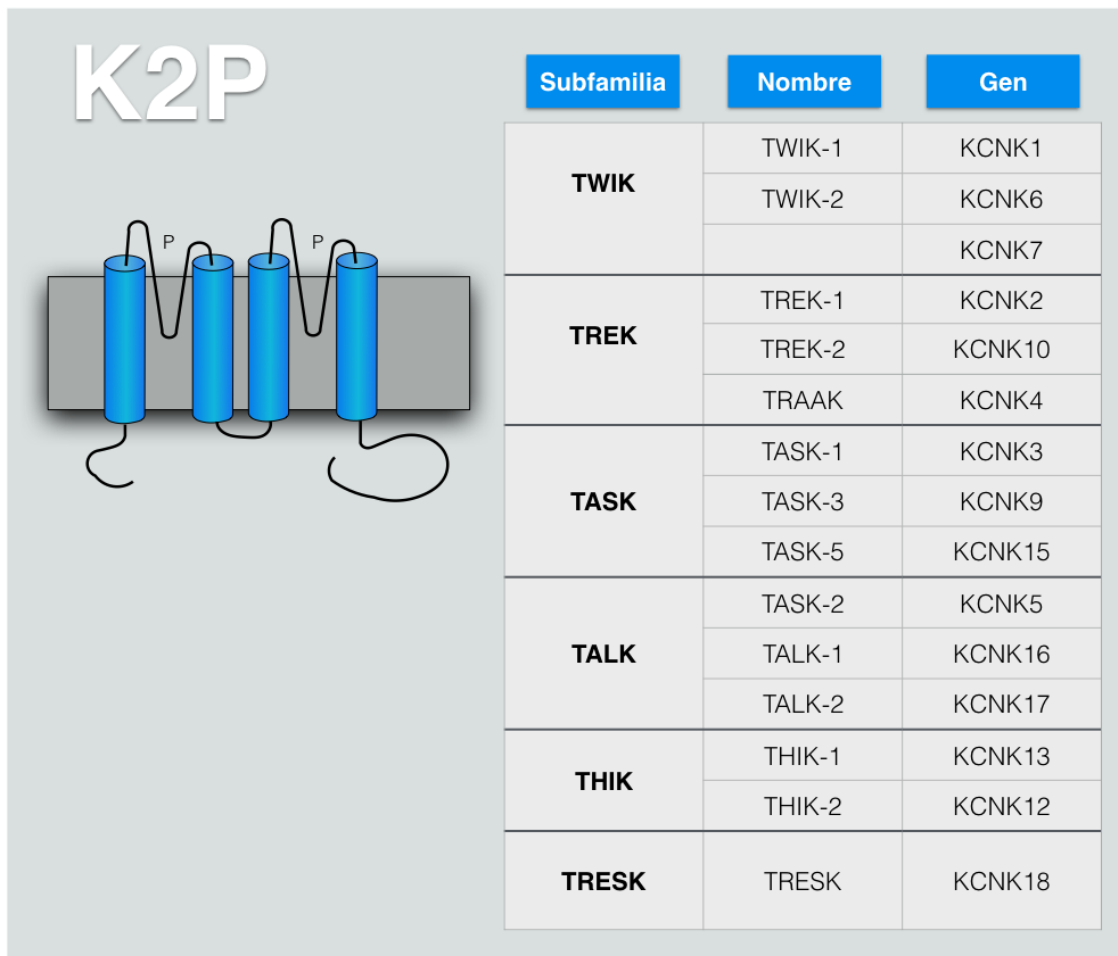 K2P
P
P
Subfamilia Nombre Gen
TWIK
TWIK-1 KCNK1
TWIK-2 KCNK6
KCNK7
TREK
TREK-1 KCNK2
TREK-2 KCNK10
TRAAK KCNK4
TASK
TASK-1 KCNK3
TASK-3 KCNK9
TASK-5 KCNK15
TALK
TASK-2 KCNK5
TALK-1 KCNK16
TALK-2 KCNK17
THIK
THIK-1 KCNK13
THIK-2 KCNK12
TRESK TRESK KCNK18